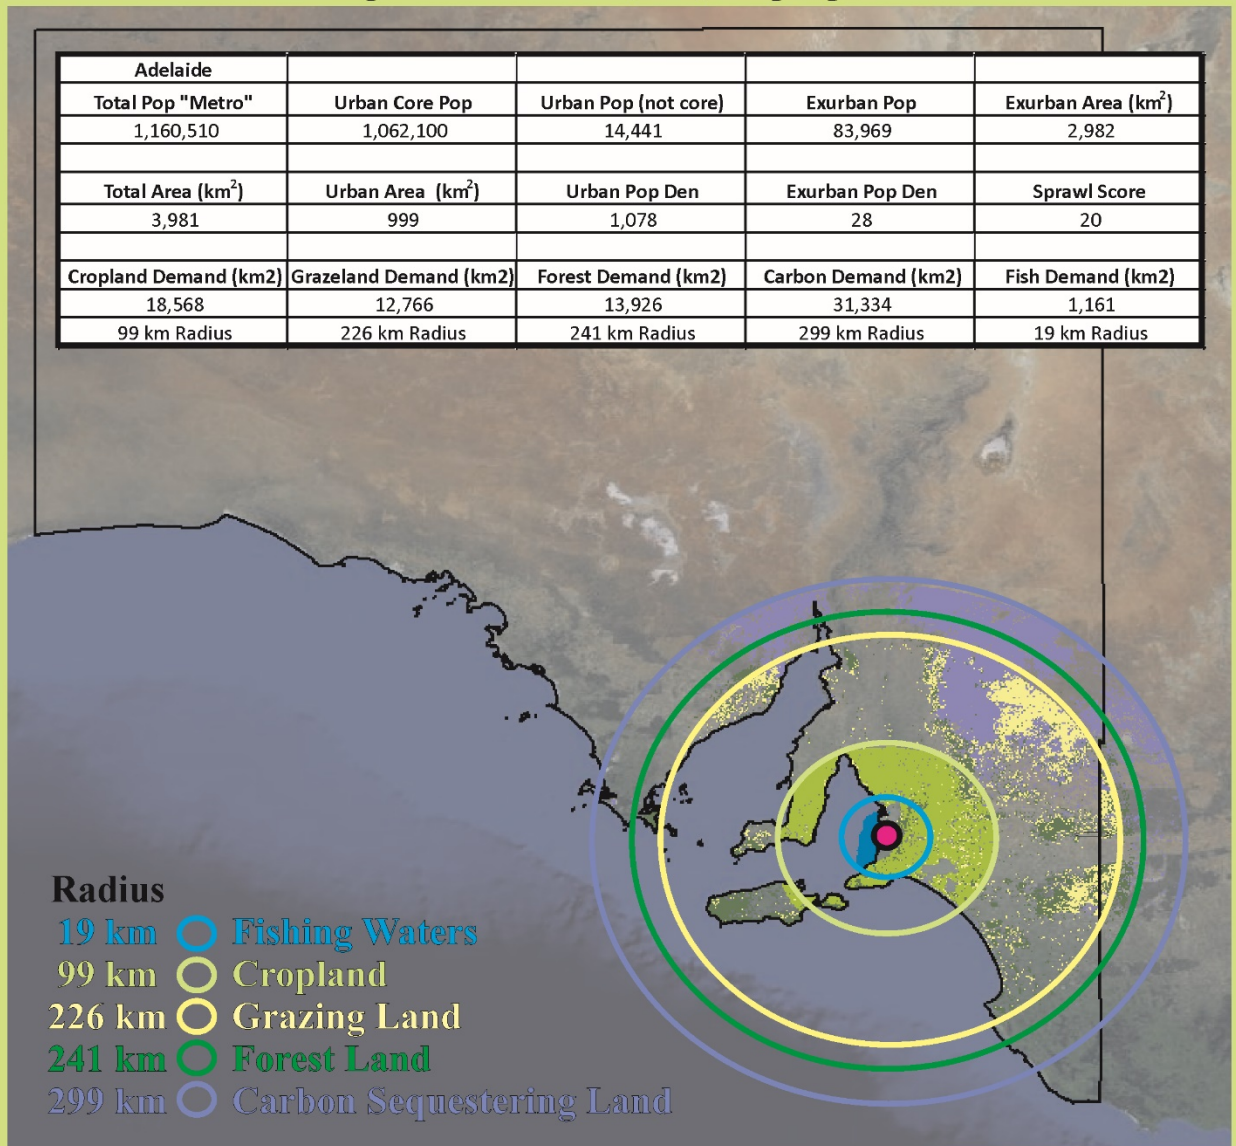 Adelaide
Total Pop "Metro" Urban Core Pop Urban Pop (not core) Exurban Pop Exurban Area (km²)
1,160,510 1,062,100 14,441 83,969 2,982
Total Area (km²) Urban Area (km²) Urban Pop Den Exurban Pop Den Sprawl Score
3,981 999 1,078 28 20
Cropland Demand (km2) Grazeland Demand (km2) Forest Demand (km2) Carbon Demand (km2) Fish Demand (km2)
18,568 12,766 13,926 31,334 1,161
99 km Radius 226 km Radius 241 km Radius 299 km Radius 19 km Radius
Radius
19 km Fishing Waters
99 km Cropland
226 km Grazing Land
241 km Forest Land
299 km Carbon Sequestering Land